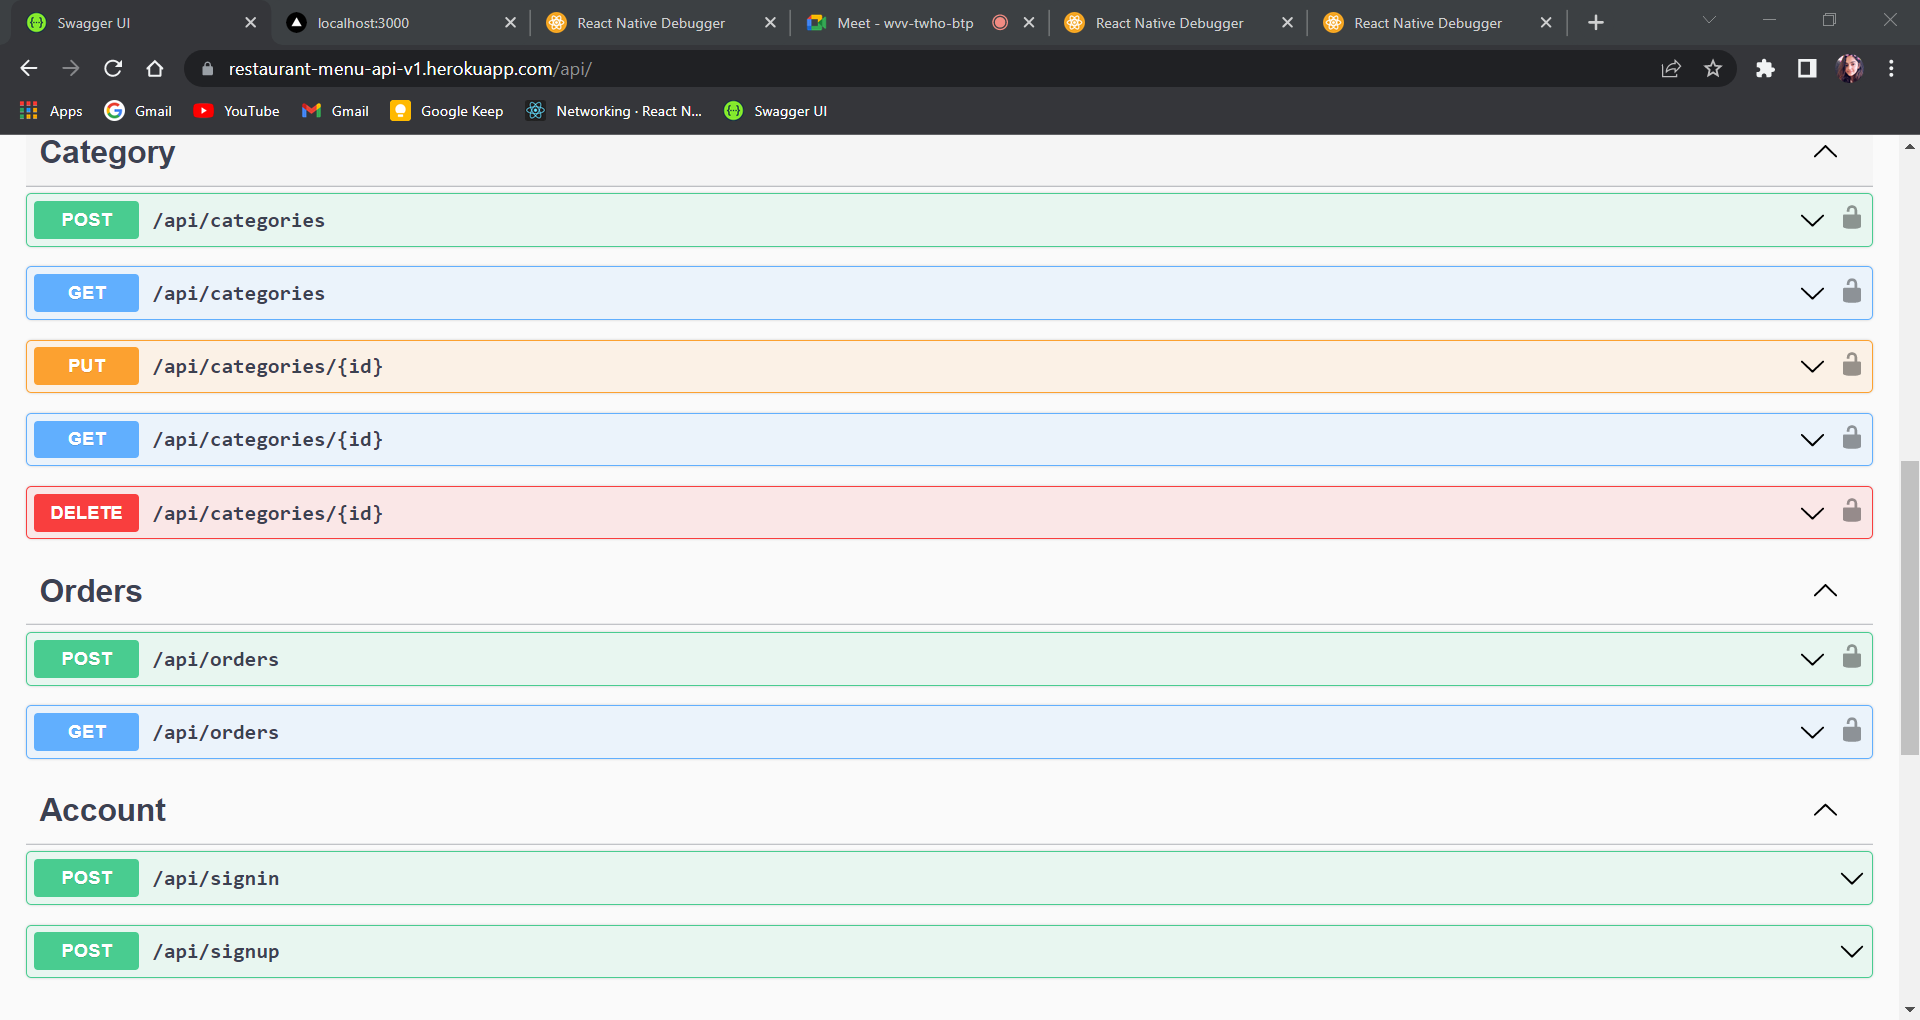 Swagger UI
localhost:3000
React Native Debugger
Meet - wvv-twho-btp
React Native Debugger
React Native Debugger
restaurant-menu-api-v1.herokuapp.com/api/
Apps
Gmail
YouTube
Gmail
Google Keep
Networking · React N...
Swagger UI
Category
POST /api/categories
GET /api/categories
PUT /api/categories/{id}
GET /api/categories/{id}
DELETE /api/categories/{id}
Orders
POST /api/orders
GET /api/orders
Account
POST /api/signin
POST /api/signup